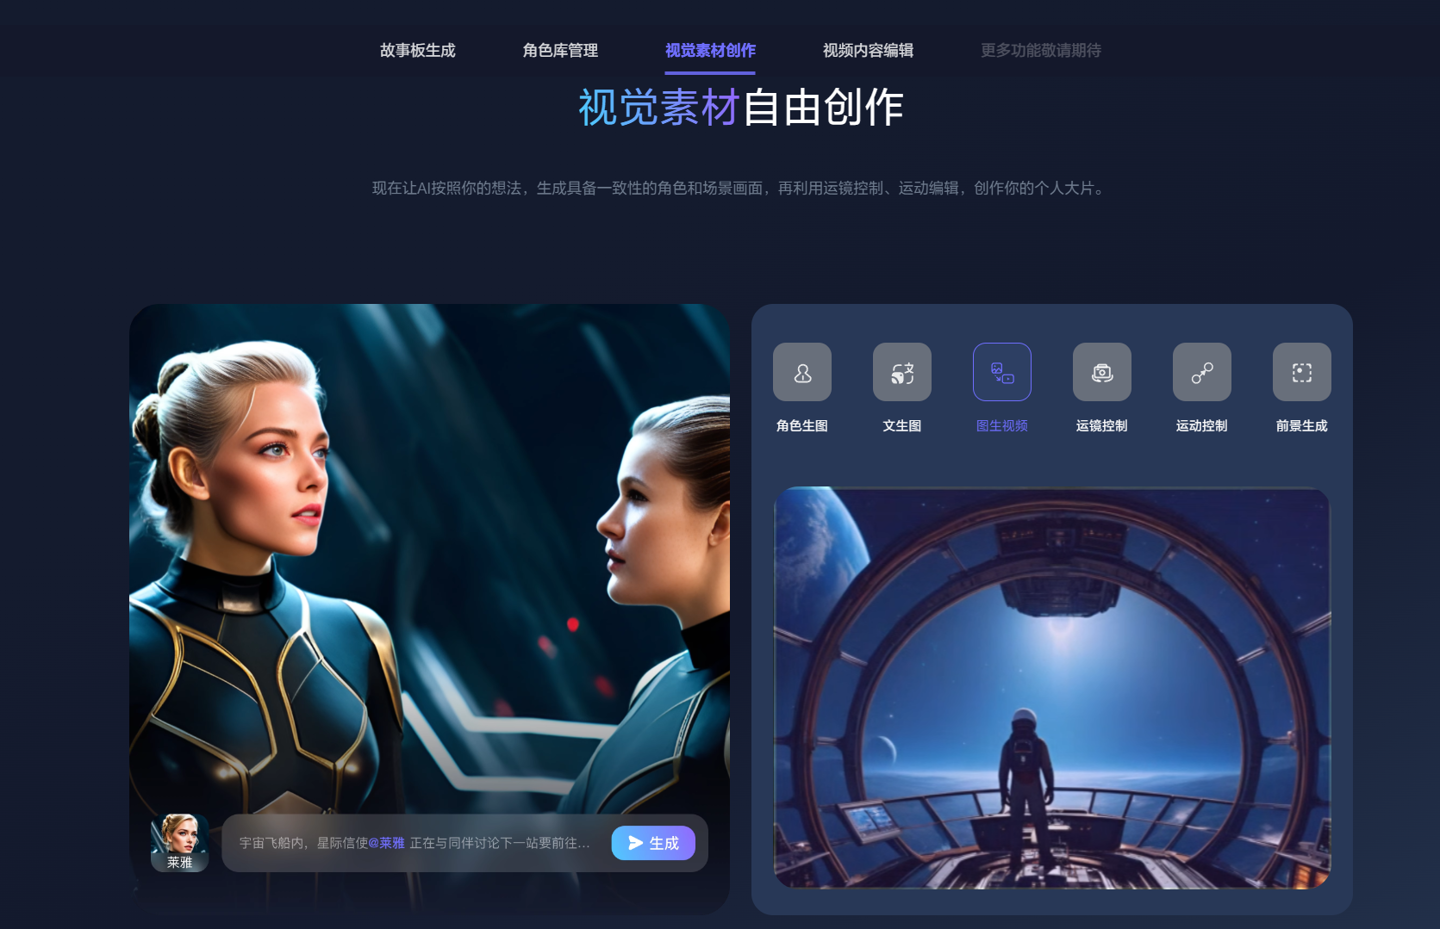 故事板生成
角色库管理
视觉素材创作
视频内容编辑
更多功能敬请期待
视觉素材自由创作
现在让AI按照你的想法，生成具备一致性的角色和场景画面，再利用运镜控制、运动编辑，创作你的个人大片。
角色生图
文生图
图生视频
运镜控制
运动控制
前景生成
莱雅
宇宙飞船内，星际信使@莱雅 正在与同伴讨论下一站要前往...
生成